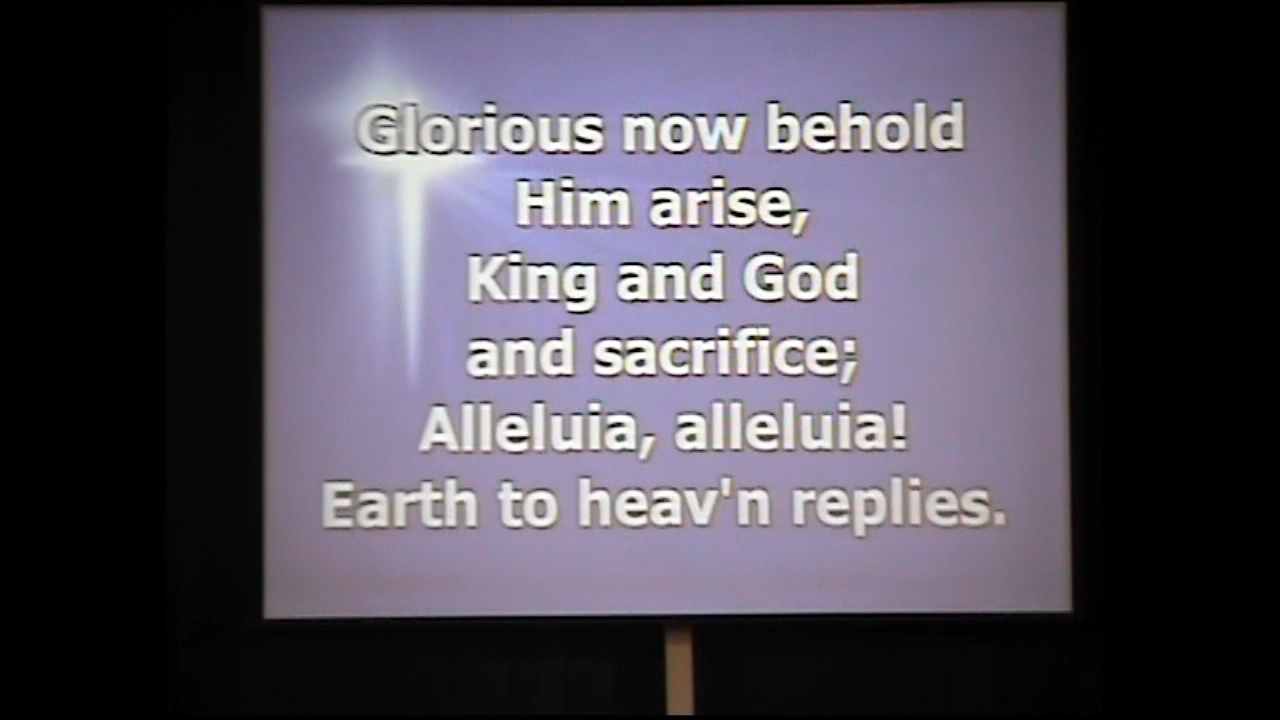 Glorious now behold
Him arise,
King and God
and sacrifice;
Alleluia, alleluia!
Earth to heav'n replies.